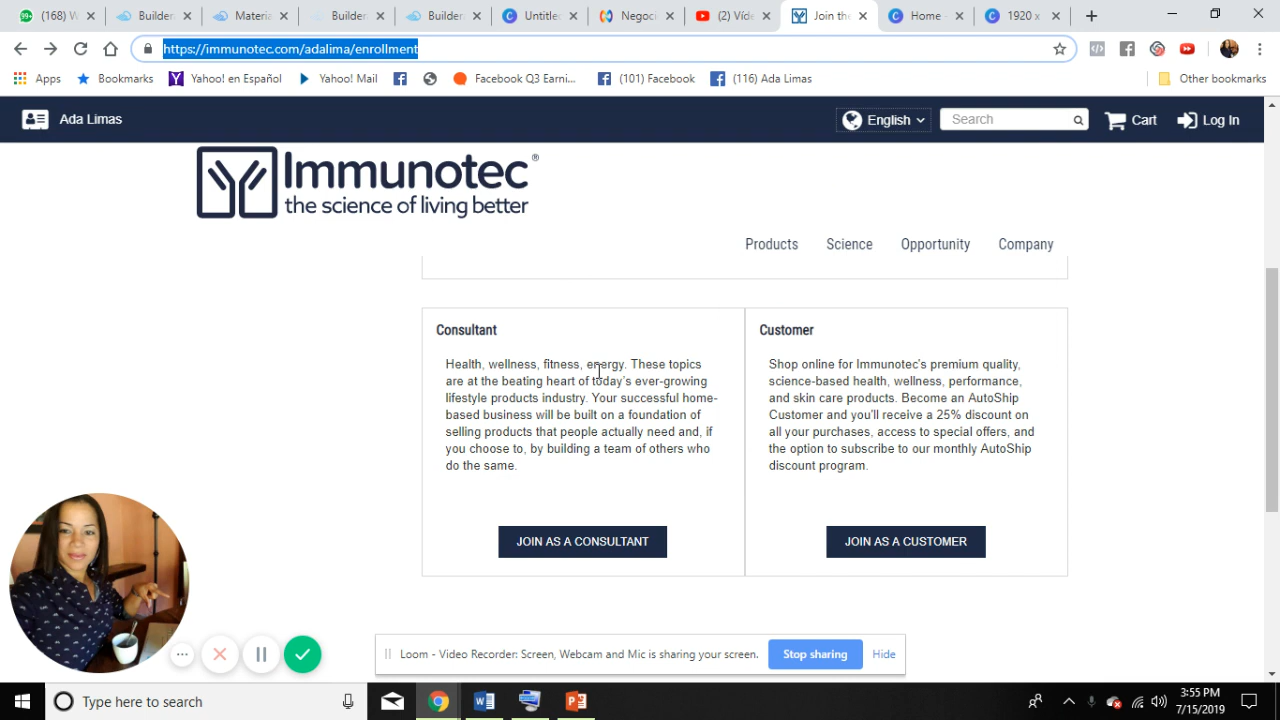 (168) W
Builder
Materia
Builder
Builder
Untitle
Negoci
(2) Víde
Join the
Home -
1920 x
https://immunotec.com/adalima/enrollment
Apps
Bookmarks
Yahoo! en Español
Yahoo! Mail
Facebook Q3 Earni...
(101) Facebook
(116) Ada Limas
Other bookmarks
Ada Limas
English
Search
Cart
Log In
Immunotec®
the science of living better
Products
Science
Opportunity
Company
Consultant
Health, wellness, fitness, energy. These topics
are at the beating heart of today's ever-growing
lifestyle products industry. Your successful home-
based business will be built on a foundation of
selling products that people actually need and, if
you choose to, by building a team of others who
do the same.
JOIN AS A CONSULTANT
Customer
Shop online for Immunotec's premium quality,
science-based health, wellness, performance,
and skin care products. Become an AutoShip
Customer and you'll receive a 25% discount on
all your purchases, access to special offers, and
the option to subscribe to our monthly AutoShip
discount program.
JOIN AS A CUSTOMER
Loom - Video Recorder: Screen, Webcam and Mic is sharing your screen.
Stop sharing
Hide
Type here to search
3:55 PM
7/15/2019